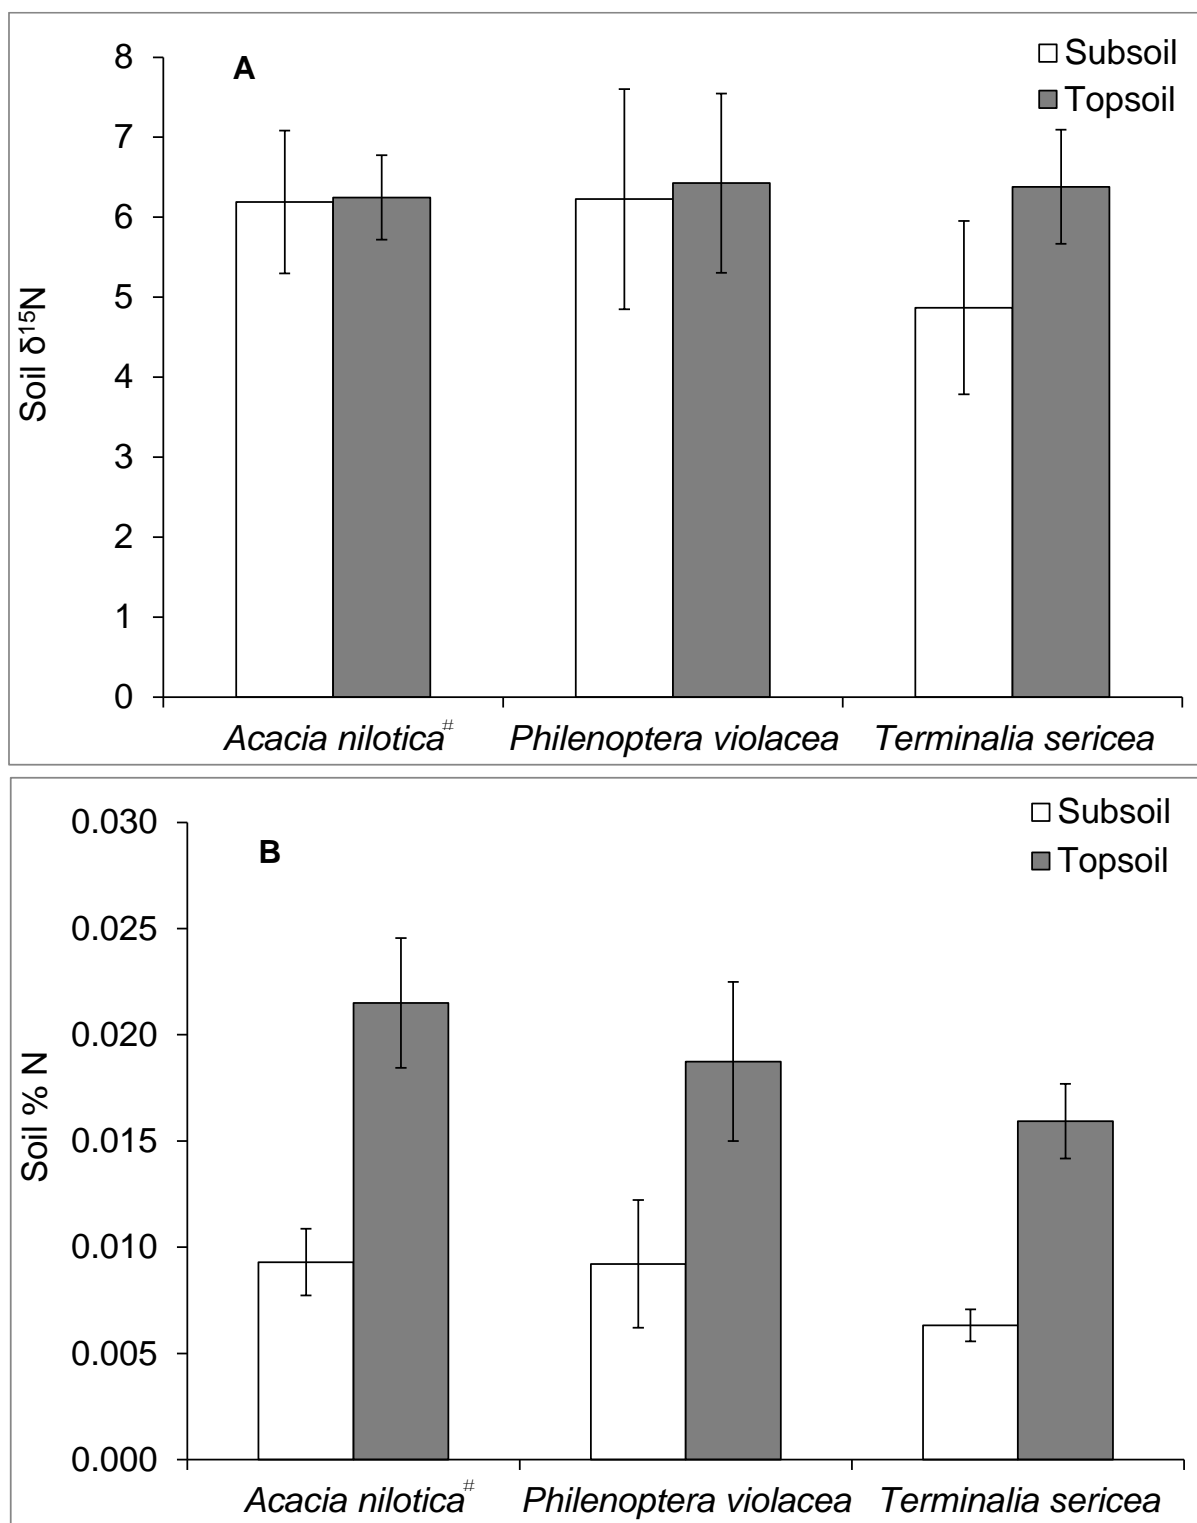 A
Subsoil
Topsoil
8
7
6
5
4
3
2
1
0
Soil δ¹⁵N
Acacia nilotica# Philenoptera violacea Terminalia sericea
B
Subsoil
Topsoil
0.030
0.025
0.020
0.015
0.010
0.005
0.000
Soil % N
Acacia nilotica# Philenoptera violacea Terminalia sericea